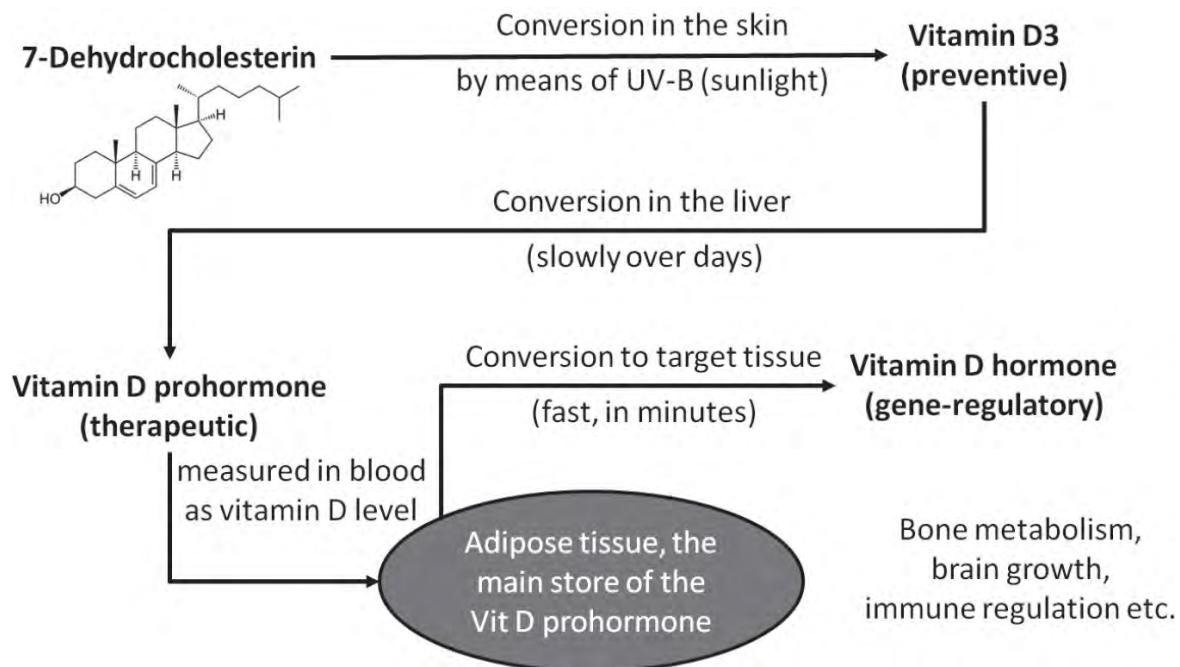 7-Dehydrocholesterin
Conversion in the skin
by means of UV-B (sunlight)
Vitamin D3
(preventive)
H
H
H
HO
Conversion in the liver
(slowly over days)
Vitamin D prohormone
(therapeutic)
measured in blood
as vitamin D level
Conversion to target tissue
(fast, in minutes)
Vitamin D hormone
(gene-regulatory)
Adipose tissue, the
main store of the
Vit D prohormone
Bone metabolism,
brain growth,
immune regulation etc.